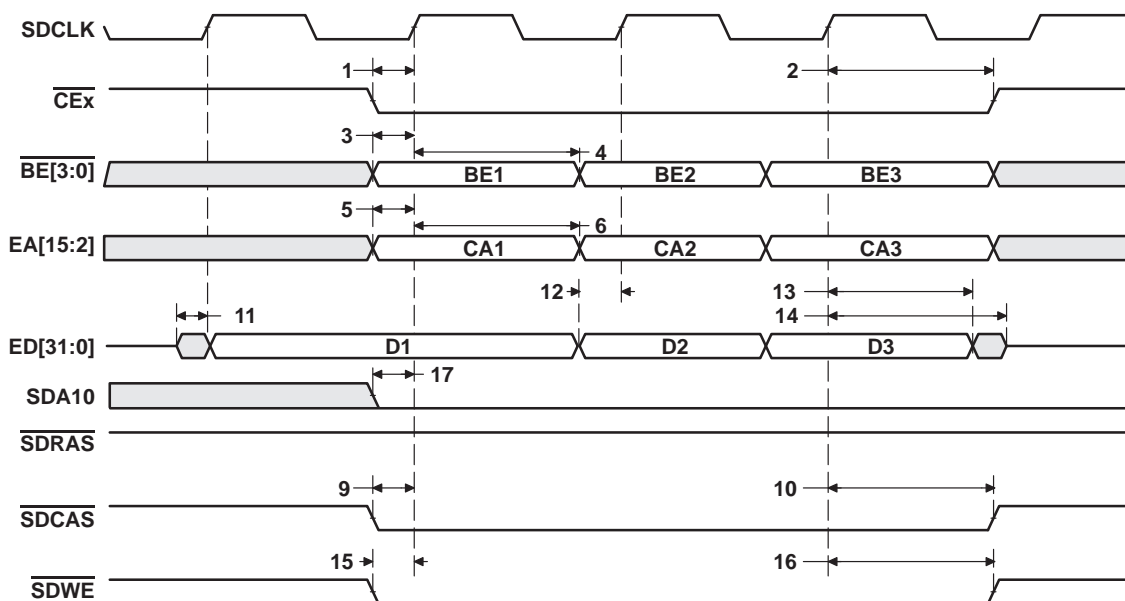 SDCLK
1 2
CEx
3
4
BE[3:0] BE1 BE2 BE3
5
6
EA[15:2] CA1 CA2 CA3
12 13
11 14
ED[31:0] D1 D2 D3
17
SDA10
SDRAS
9 10
SDCAS
15 16
SDWE